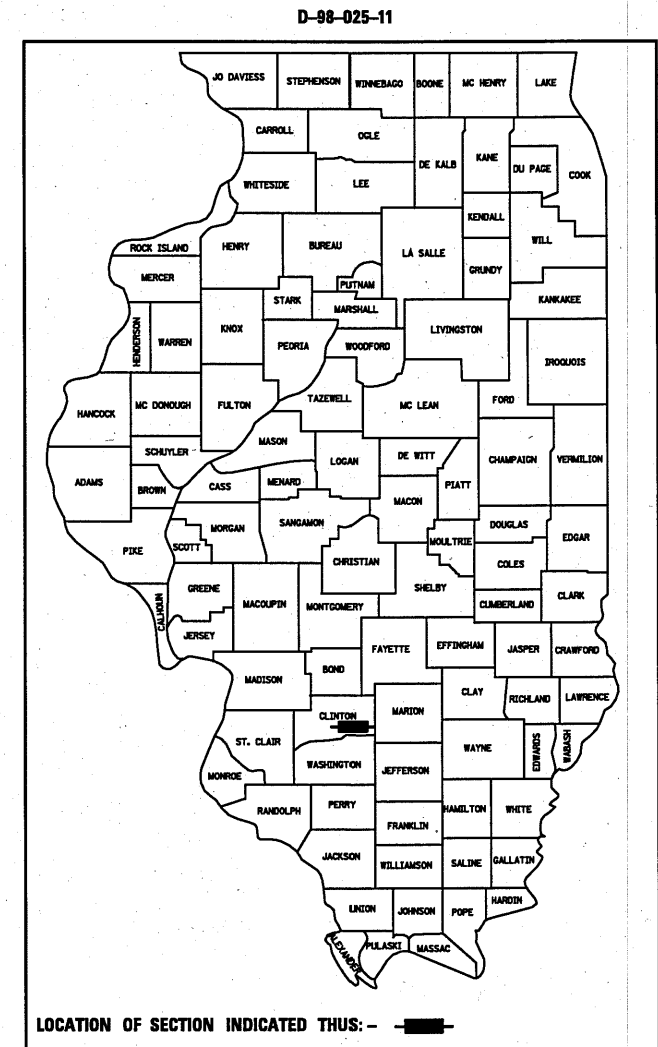 D-98-025-11
JO DAVIESS STEPHENSON WINNEBAGO BOONE MC HENRY LAKE
CARROLL OGLE
DE KALB KANE DU PAGE COOK
WHITESIDE LEE
KENDALL
ROCK ISLAND HENRY BUREAU LA SALLE WILL
GRUNDY
MERCER PUTNAM
STARK MARSHALL KANKAKEE
HENDERSON WARREN KNOX PEORIA WOODFORD LIVINGSTON
IROQUOIS
HANCOCK MC DONOUGH FULTON TAZEWELL MC LEAN FORD
MASON
SCHUYLER LOGAN DE WITT CHAMPAIGN VERMILION
ADAMS BROWN CASS MENARD PIATT
MACON
PIKE SCOTT MORGAN SANGAMON MOULTRIE DOUGLAS EDGAR
CHRISTIAN COLES
CALHOUN GREENE MACOUPIN MONTGOMERY SHELBY CUMBERLAND CLARK
JERSEY
FAYETTE EFFINGHAM JASPER CRAWFORD
MADISON BOND
CLAY RICHLAND LAWRENCE
CLINTON MARION
ST. CLAIR WAYNE EDWARDS WABASH
MONROE WASHINGTON JEFFERSON
RANDOLPH PERRY HAMILTON WHITE
FRANKLIN
JACKSON WILLIAMSON SALINE GALLATIN
UNION JOHNSON POPE HARDIN
ALEXANDER PULASKI MASSAC
LOCATION OF SECTION INDICATED THUS:-